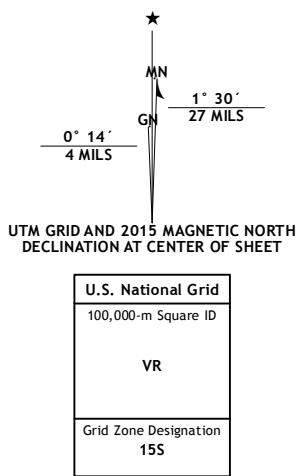 ★
MN
1° 30´
27 MILS
GN
0° 14´
4 MILS
UTM GRID AND 2015 MAGNETIC NORTH
DECLINATION AT CENTER OF SHEET
U.S. National Grid
100,000-m Square ID
VR
Grid Zone Designation
15S